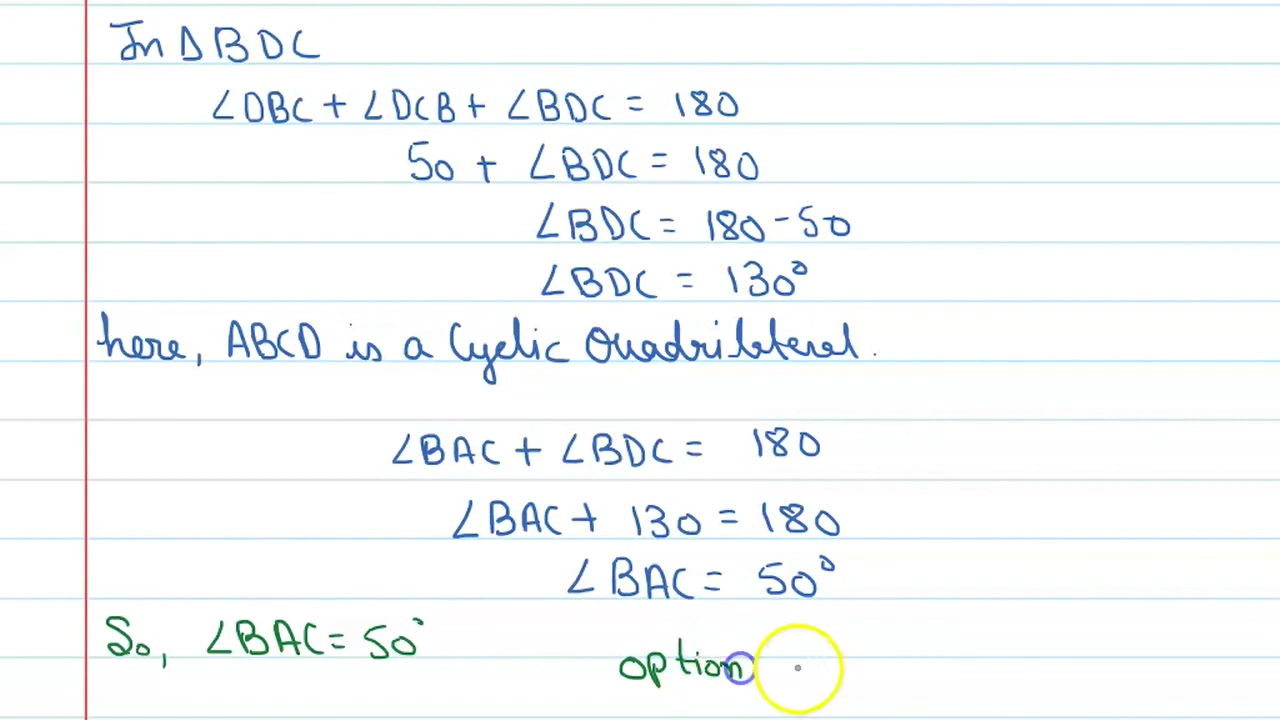 In Δ BDC
∠DBC + ∠DCB + ∠BDC = 180
50 + ∠BDC = 180
∠BDC = 180 - 50
∠BDC = 130°
here, ABCD is a Cyclic Quadrilateral.
∠BAC + ∠BDC = 180
∠BAC + 130 = 180
∠BAC = 50°
So, ∠BAC = 50° option